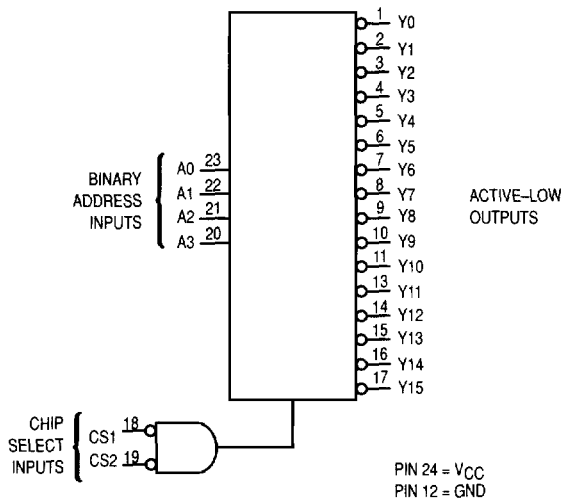 1 Y0
2 Y1
3 Y2
4 Y3
5 Y4
6 Y5
7 Y6
8 Y7
9 Y8
10 Y9
11 Y10
13 Y11
14 Y12
15 Y13
16 Y14
17 Y15
BINARY
ADDRESS
INPUTS
A0 23
A1 22
A2 21
A3 20
ACTIVE–LOW
OUTPUTS
CHIP
SELECT
INPUTS
CS1 18
CS2 19
PIN 24 = VCC
PIN 12 = GND